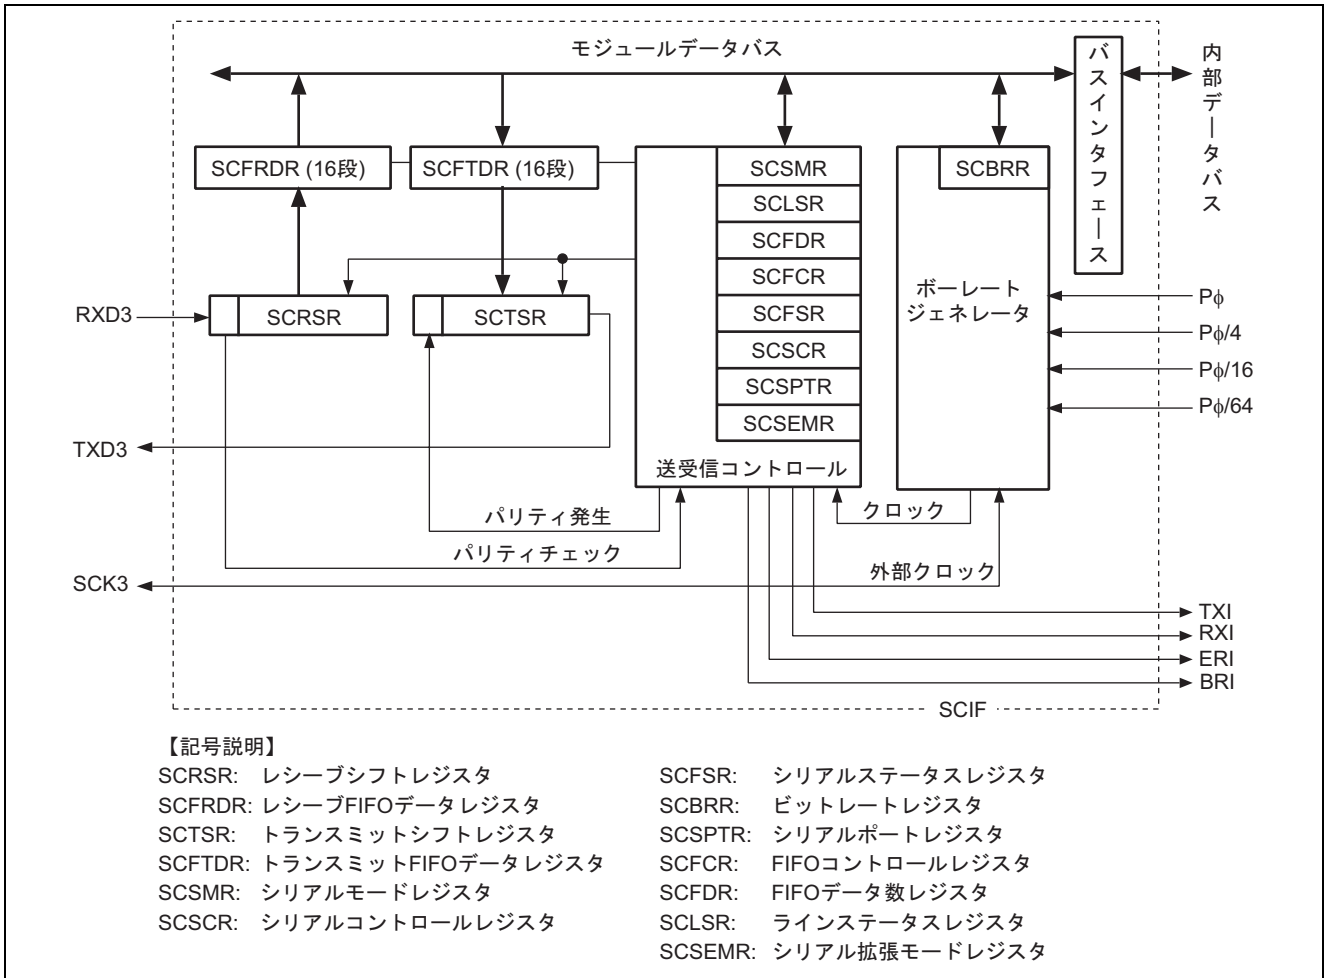 モジュールデータバス
バスインタフェース
内部データバス
SCFRDR (16段)
SCFTDR (16段)
SCSMR
SCLSR
SCFDR
SCFCR
SCFSR
SCSCR
SCSPTR
SCSEMR
送受信コントロール
SCBRR
ボーレート
ジェネレータ
Pφ
Pφ/4
Pφ/16
Pφ/64
RXD3
SCRSR
SCTSR
TXD3
パリティ発生
パリティチェック
クロック
外部クロック
SCK3
TXI
RXI
ERI
BRI
SCIF
【記号説明】
SCRSR: レシーブシフトレジスタ
SCFRDR: レシーブFIFOデータレジスタ
SCTSR: トランスミットシフトレジスタ
SCFTDR: トランスミットFIFOデータレジスタ
SCSMR: シリアルモードレジスタ
SCSCR: シリアルコントロールレジスタ
SCFSR: シリアルステータスレジスタ
SCBRR: ビットレートレジスタ
SCSPTR: シリアルポートレジスタ
SCFCR: FIFOコントロールレジスタ
SCFDR: FIFOデータ数レジスタ
SCLSR: ラインステータスレジスタ
SCSEMR: シリアル拡張モードレジスタ